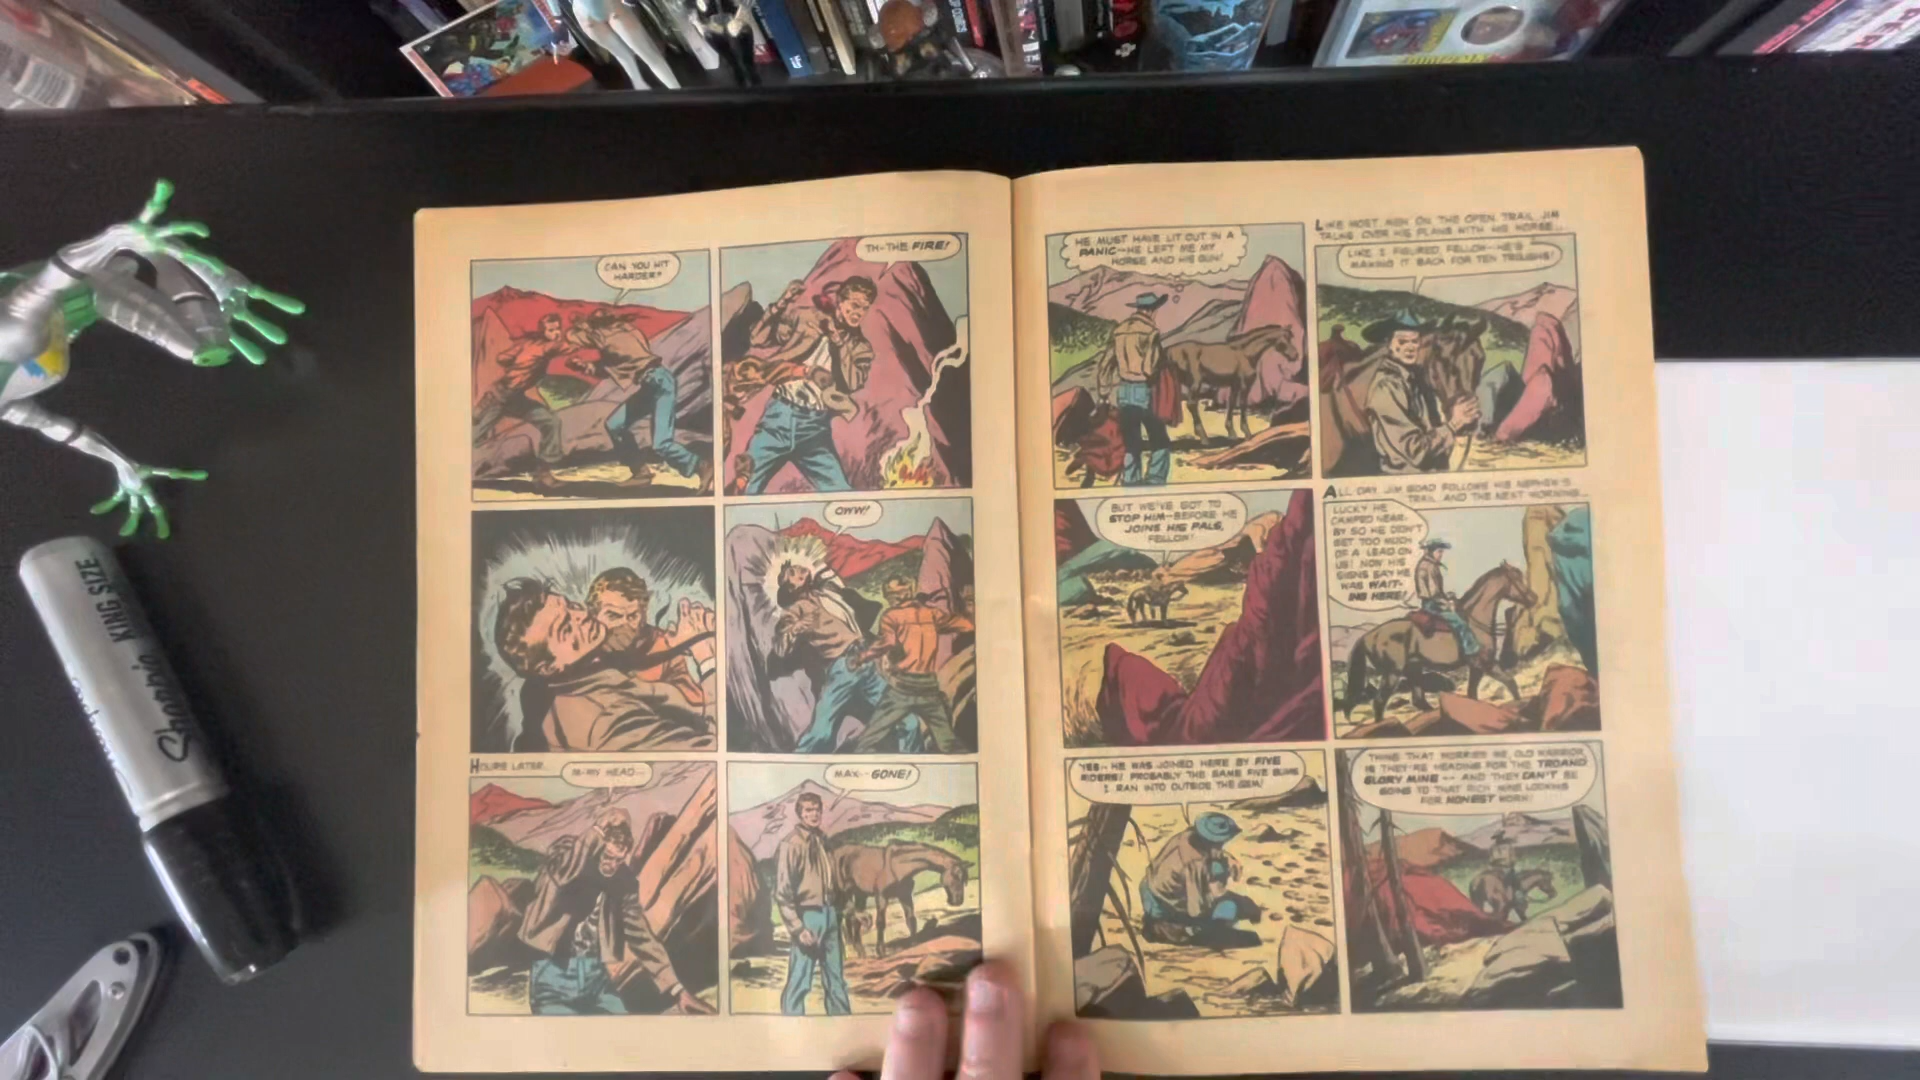 CAN YOU HIT
HARDER?
TH-THE FIRE!
OWW!
HOURS LATER...
M-MY HEAD...
MAX--GONE!
HE MUST HAVE LIT OUT IN A
PANIC--HE LEFT ME MY
HORSE AND HIS GUN!
LIKE MOST MEN ON THE OPEN TRAIL, JIM
TALKS OVER HIS PLANS WITH HIS HORSE...
LIKE I FIGURED, FELLOW--HE'S
MAKING IT BACK FOR TEN TROUGHS!
BUT WE'VE GOT TO
STOP HIM--BEFORE HE
JOINS HIS PALS,
FELLOW!
ALL DAY, JIM BOAD FOLLOWS HIS NEPHEW'S
TRAIL AND THE NEXT MORNING...
LUCKY HE
CAMPED NEAR-
BY SO HE DIDN'T
GET TOO MUCH
OF A LEAD ON
US! NOW HIS
SIGNS SAY HE
WAS WAIT-
ING HERE!
YES-- HE WAS JOINED HERE BY FIVE
RIDERS! PROBABLY THE SAME FIVE BUMS
I RAN INTO OUTSIDE THE GEM!
THING THAT WORRIES ME, OLD WARRIOR,
IS THEY'RE HEADING FOR THE
GLORY MINE -- AND THEY CAN'T BE
GOING TO THAT RICH MINE LOOKING
FOR HONEST WORK!
KING SIZE
Sharpie